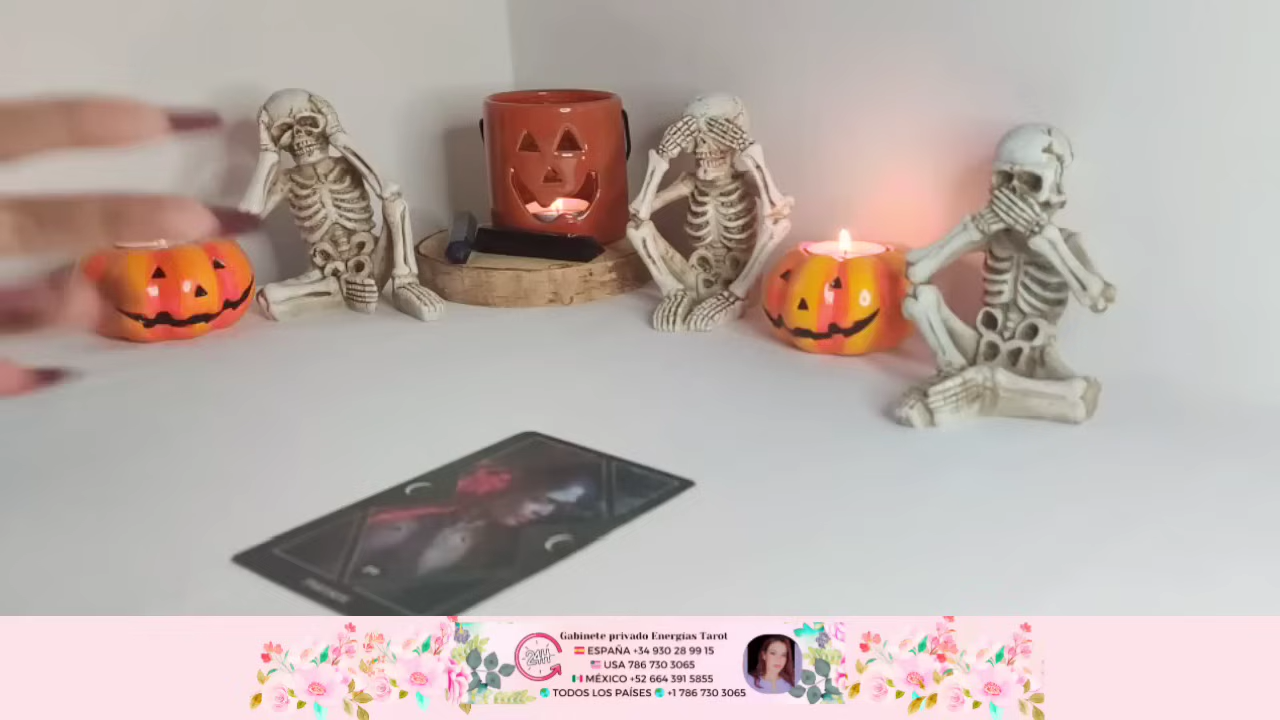 Gabinete privado Energías Tarot
24H
ESPAÑA +34 930 28 99 15
USA 786 730 3065
MÉXICO +52 664 391 5855
TODOS LOS PAÍSES +1 786 730 3065